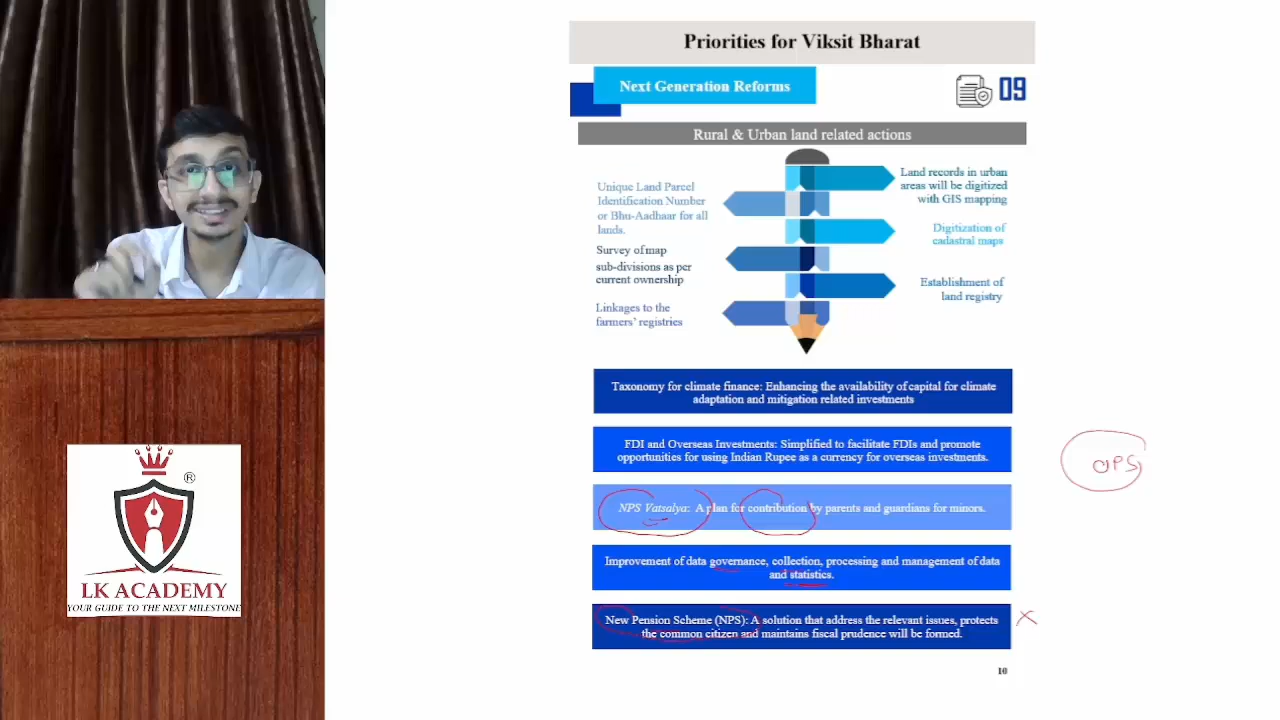 Priorities for Viksit Bharat
Next Generation Reforms
09
Rural & Urban land related actions
Unique Land Parcel
Identification Number
or Bhu-Aadhaar for all
lands.
Survey of map
sub-divisions as per
current ownership
Linkages to the
farmers' registries
Land records in urban
areas will be digitized
with GIS mapping
Digitization of
cadastral maps
Establishment of
land registry
Taxonomy for climate finance: Enhancing the availability of capital for climate
adaptation and mitigation related investments
FDI and Overseas Investments: Simplified to facilitate FDIs and promote
opportunities for using Indian Rupee as a currency for overseas investments.
OPS
NPS Vatsalya: A plan for contribution by parents and guardians for minors.
Improvement of data governance, collection, processing and management of data
and statistics.
New Pension Scheme (NPS): A solution that address the relevant issues, protects
the common citizen and maintains fiscal prudence will be formed.
16
®
LK ACADEMY
YOUR GUIDE TO THE NEXT MILESTONE